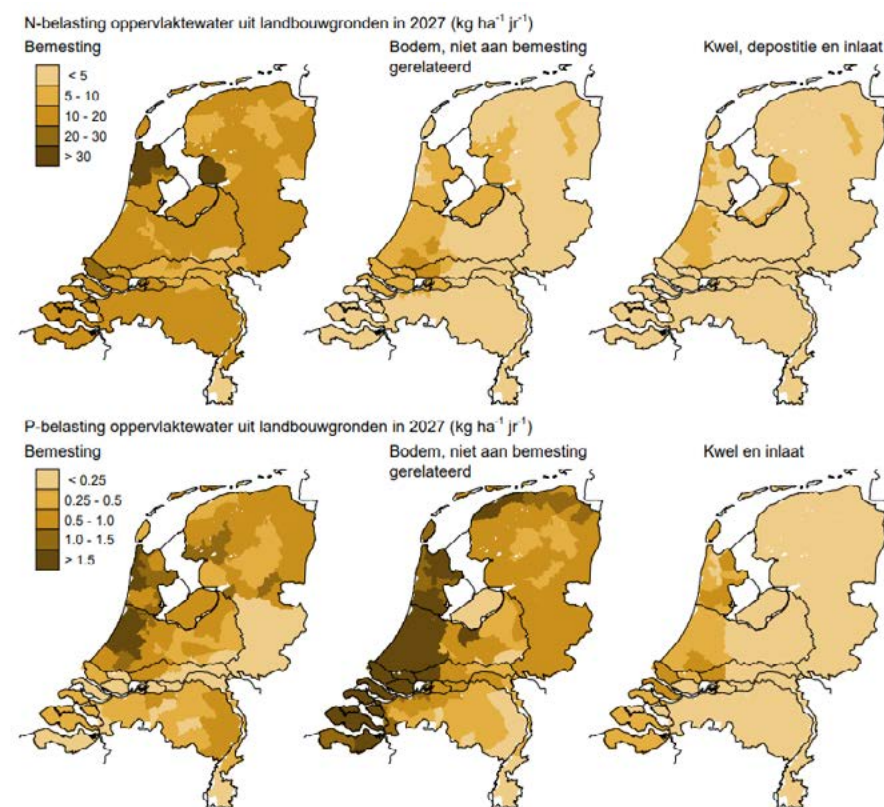 N-belasting oppervlaktewater uit landbouwgronden in 2027 (kg ha⁻¹ jr⁻¹)
Bemesting
Bodem, niet aan bemesting
gerelateerd
Kwel, depostitie en inlaat
< 5
5 - 10
10 - 20
20 - 30
> 30
P-belasting oppervlaktewater uit landbouwgronden in 2027 (kg ha⁻¹ jr⁻¹)
Bemesting
Bodem, niet aan bemesting
gerelateerd
Kwel en inlaat
< 0.25
0.25 - 0.5
0.5 - 1.0
1.0 - 1.5
> 1.5